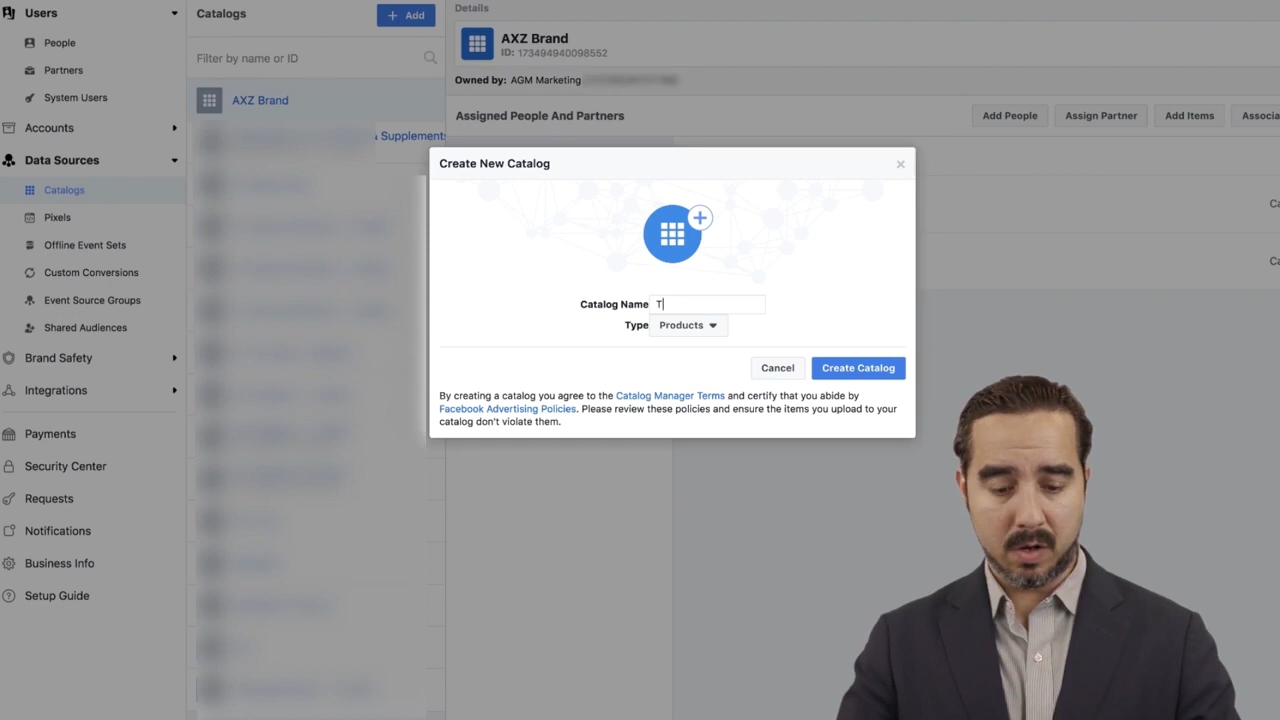 Users
People
Partners
System Users
Accounts
Data Sources
Catalogs
Pixels
Offline Event Sets
Custom Conversions
Event Source Groups
Shared Audiences
Brand Safety
Integrations
Payments
Security Center
Requests
Notifications
Business Info
Setup Guide
Catalogs
+ Add
Filter by name or ID
AXZ Brand
& Supplements
Details
AXZ Brand
ID: 173494940098552
Owned by: AGM Marketing
Assigned People And Partners
Add People
Assign Partner
Add Items
Create New Catalog
Catalog Name T
Type Products
Cancel
Create Catalog
By creating a catalog you agree to the Catalog Manager Terms and certify that you abide by
Facebook Advertising Policies. Please review these policies and ensure the items you upload to your
catalog don't violate them.